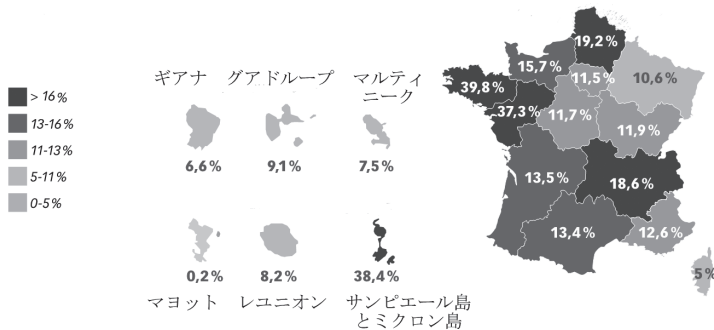 > 16 %
13-16 %
11-13 %
5-11 %
0-5 %
ギアナ
グアドループ
マルティ
ニーク
6,6 %
9,1 %
7,5 %
0,2 %
8,2 %
38,4 %
マヨット
レユニオン
サンピエール島
とミクロン島
19,2 %
15,7 %
11,5 %
10,6 %
39,8 %
37,3 %
11,7 %
11,9 %
13,5 %
18,6 %
13,4 %
12,6 %
5 %